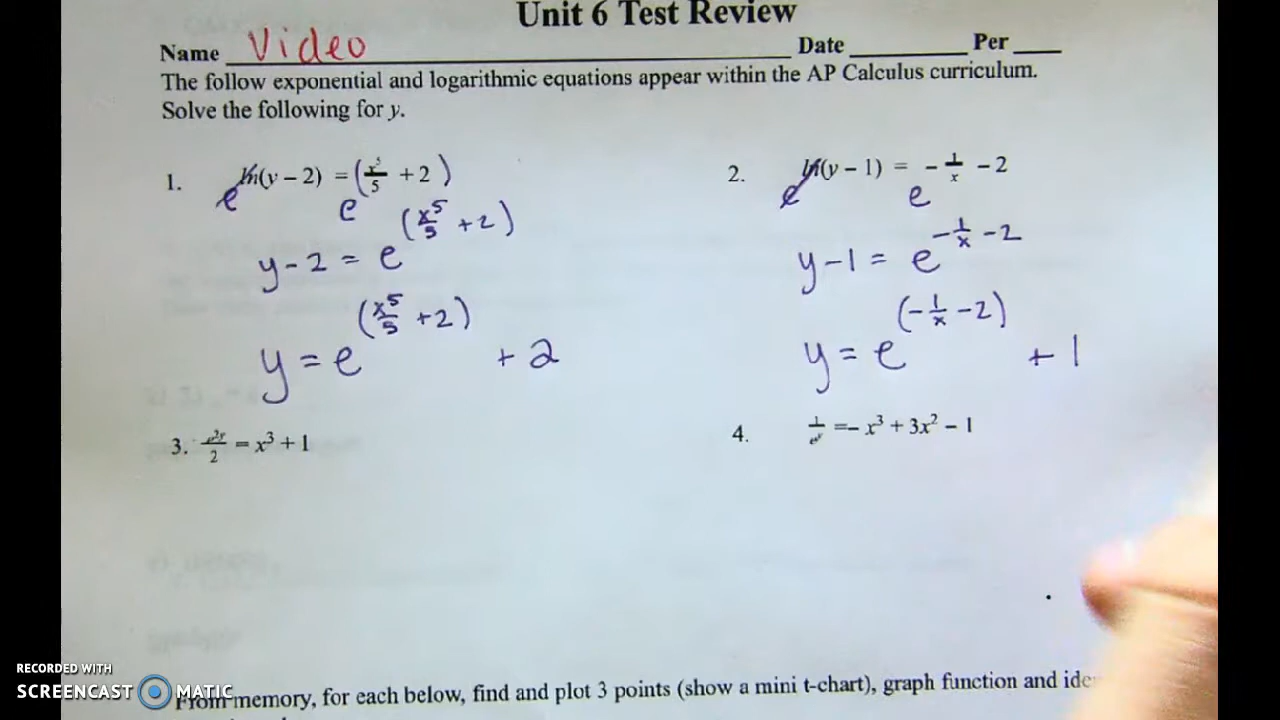 Unit 6 Test Review
Name Video Date Per
The follow exponential and logarithmic equations appear within the AP Calculus curriculum.
Solve the following for y.
1. ln(y – 2) = (x⁵/5 + 2)
e e
y - 2 = e^(x⁵/5 + 2)
y = e^(x⁵/5 + 2) + 2
2. ln(y – 1) = - 1/x - 2
e e
y - 1 = e^-1/x - 2
y = e^(-1/x - 2) + 1
3. e²ʸ/2 = x³ + 1
4. 1/eʸ =– x³ + 3x² – 1
From memory, for each below, find and plot 3 points (show a mini t-chart), graph function and
RECORDED WITH
SCREENCAST MATIC